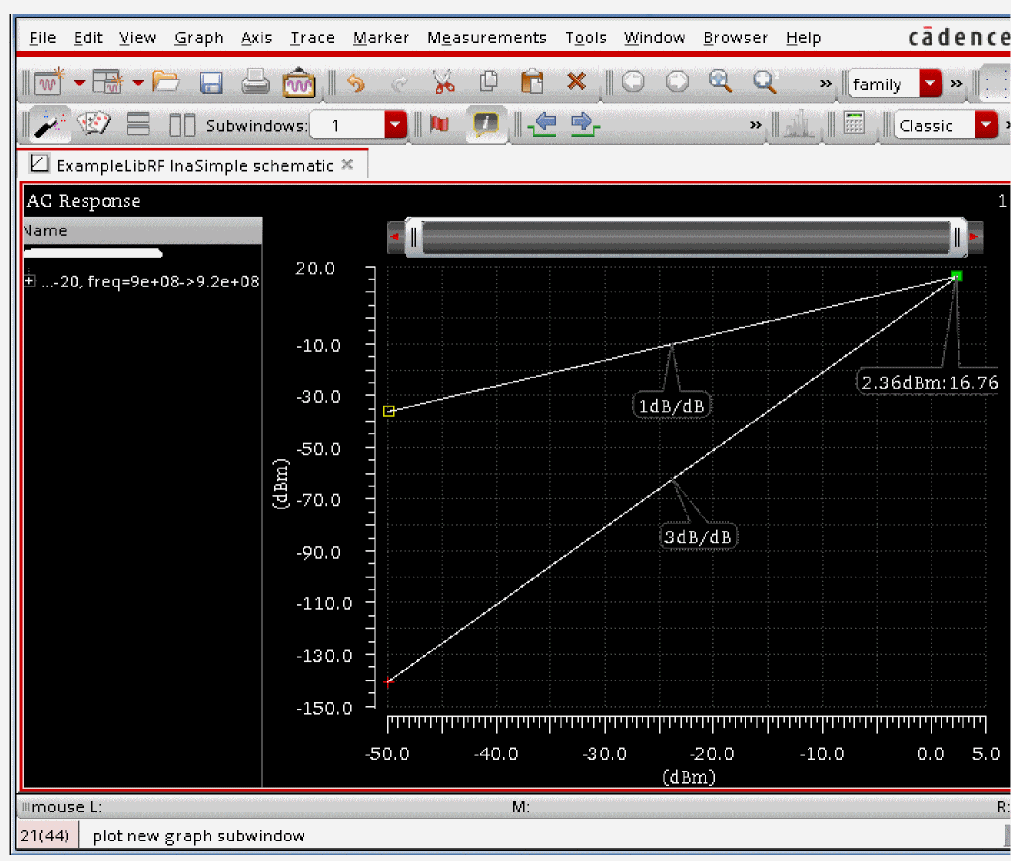 File Edit View Graph Axis Trace Marker Measurements Tools Window Browser Help cādence
» family »
Subwindows: 1 » Classic »
ExampleLibRF lnaSimple schematic
AC Response 1
Name
...-20, freq=9e+08->9.2e+08
20.0
-10.0
-30.0
-50.0
-70.0
-90.0
-110.0
-130.0
-150.0
(dBm)
2.36dBm:16.76
1dB/dB
3dB/dB
-50.0 -40.0 -30.0 -20.0 -10.0 0.0 5.0
(dBm)
mouse L: M: R:
21(44) plot new graph subwindow